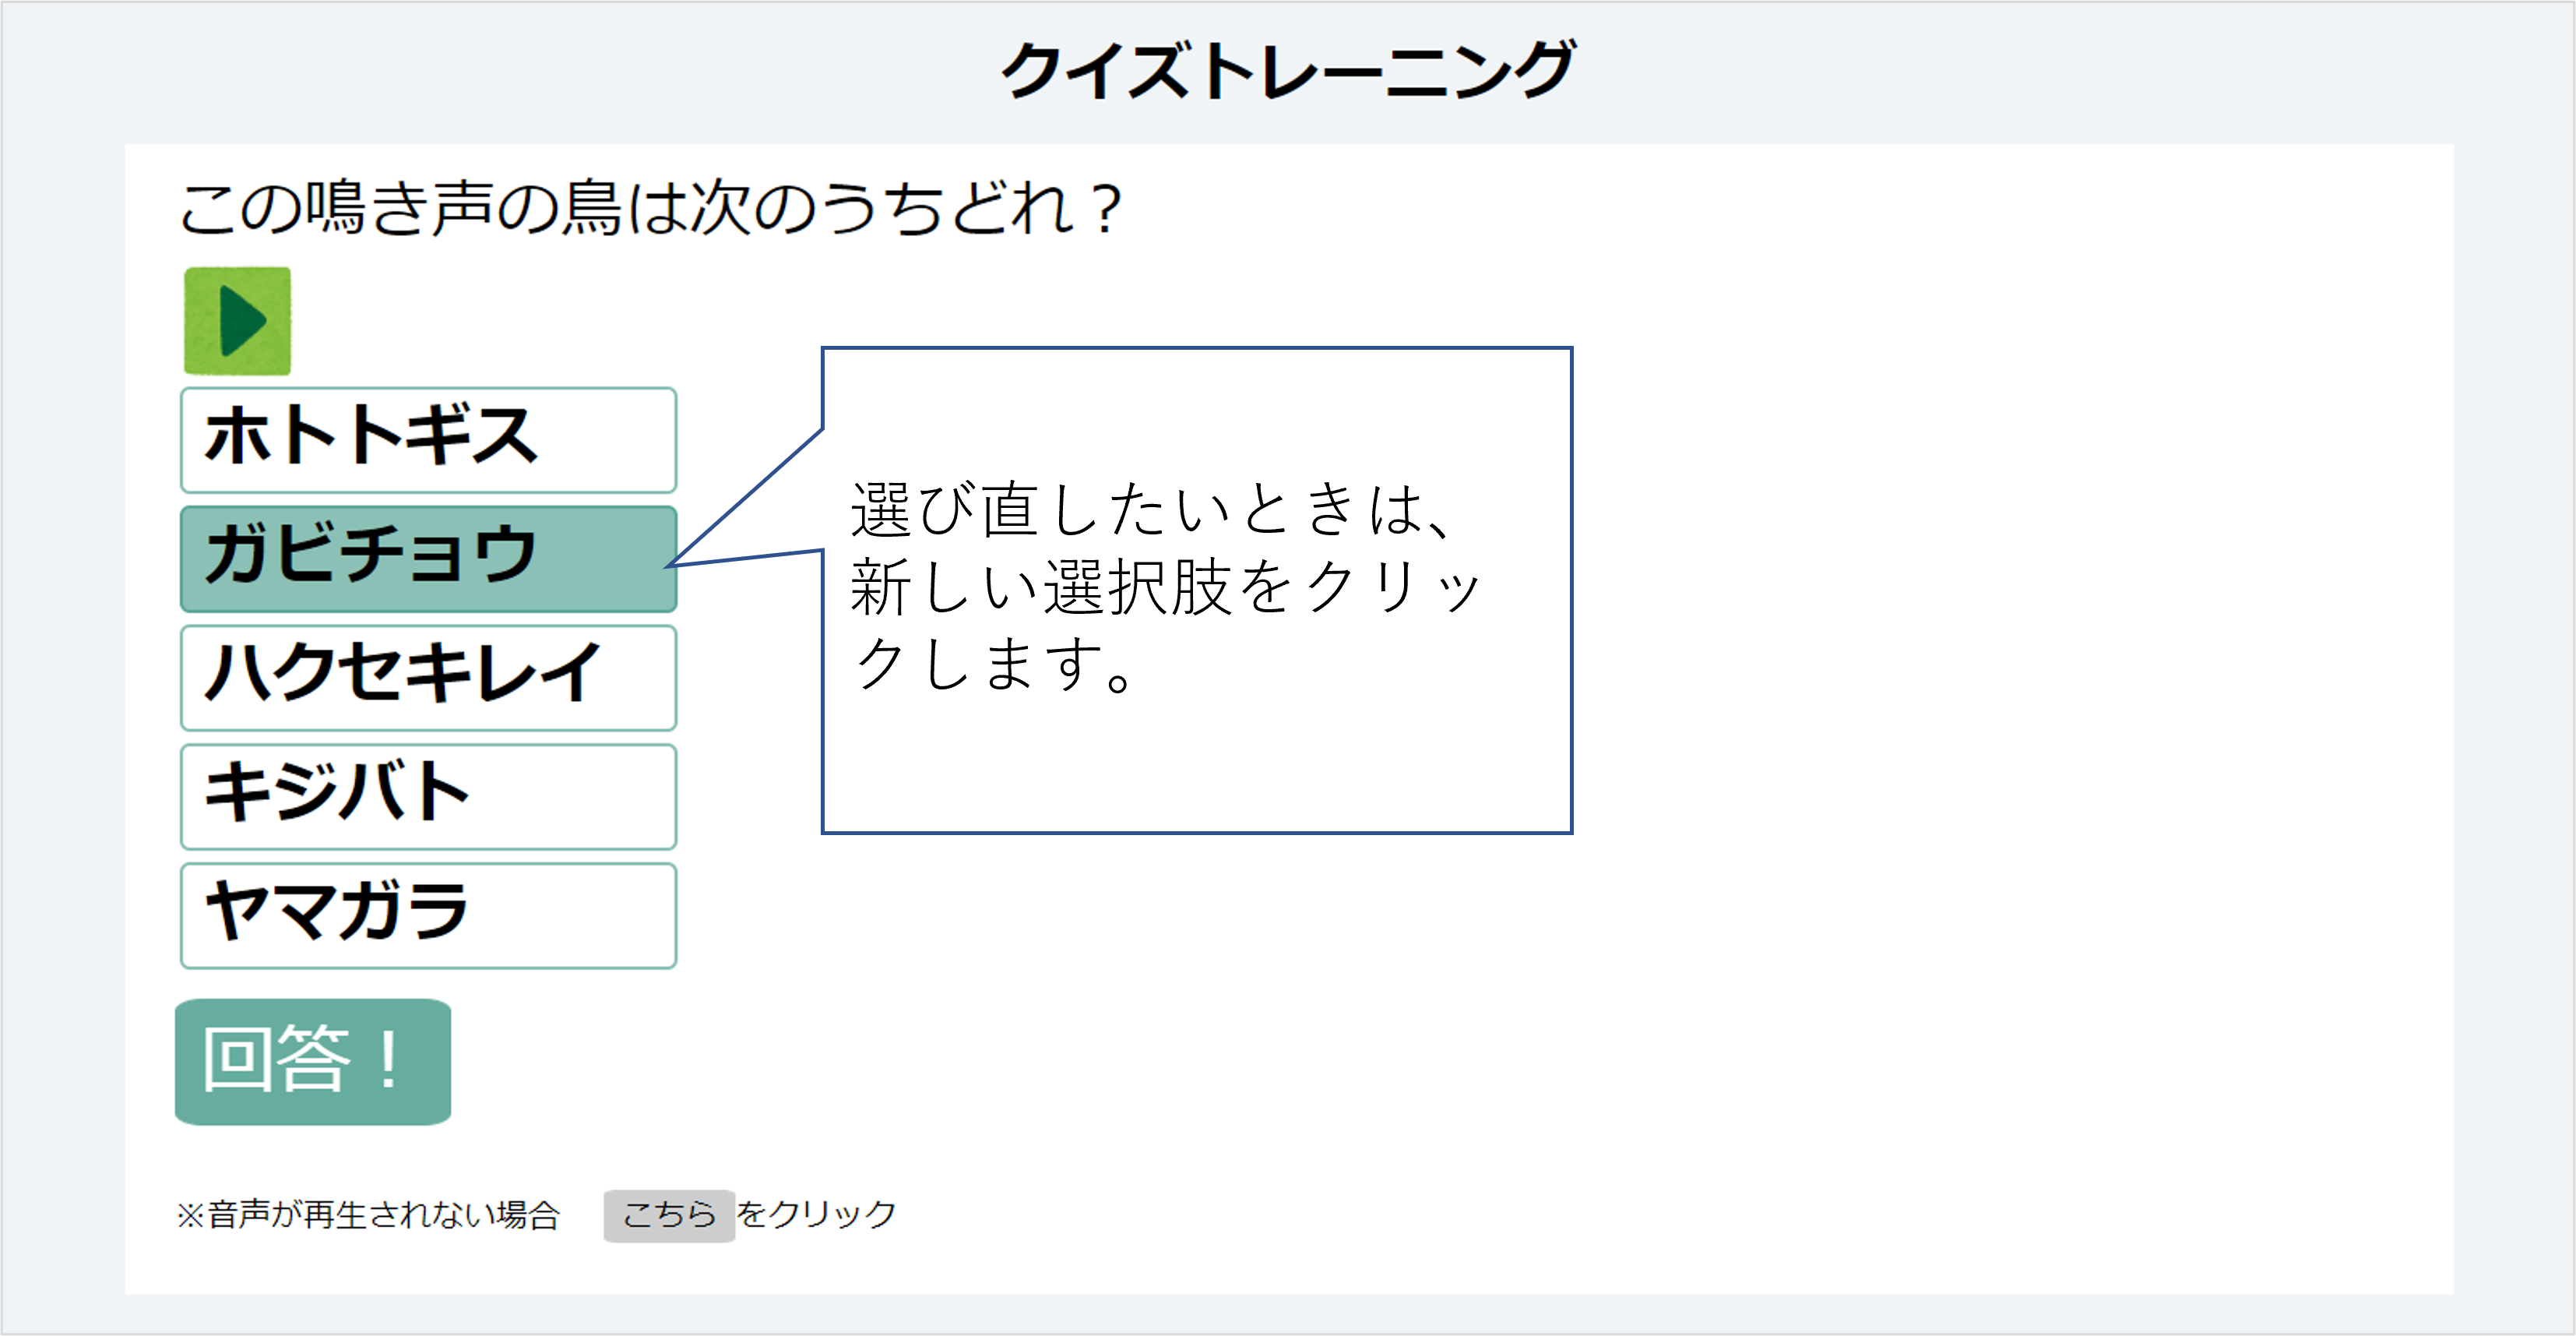 クイズトレーニング
この鳴き声の鳥は次のうちどれ？
ホトトギス
ガビチョウ
ハクセキレイ
キジバト
ヤマガラ
選び直したいときは、
新しい選択肢をクリッ
クします。
回答！
※音声が再生されない場合 こちら をクリック